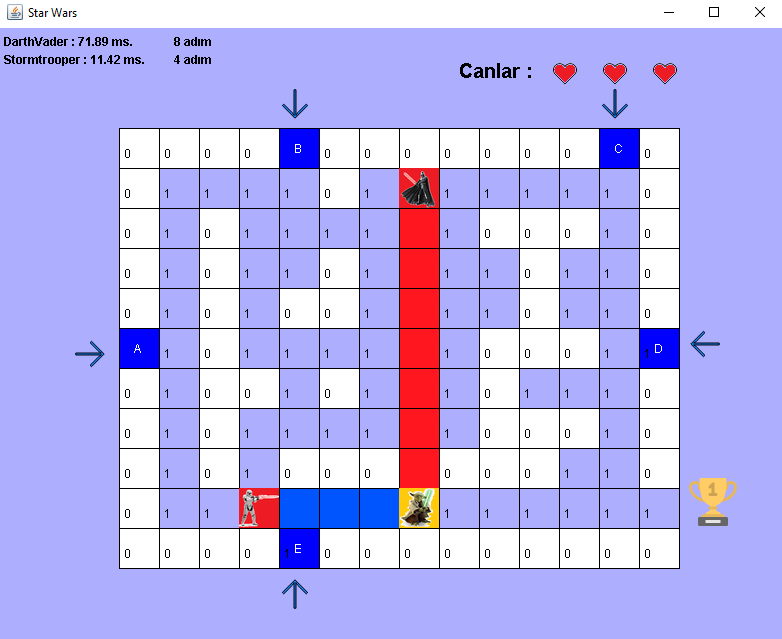 Star Wars
DarthVader : 71.89 ms. 8 adım
Stormtrooper : 11.42 ms. 4 adım
Canlar :
0 0 0 0 B 0 0 0 0 0 0 0 C 0
0 1 1 1 1 0 1 1 1 1 1 1 0
0 1 0 1 1 1 1 1 0 0 0 1 0
0 1 0 1 1 0 1 1 1 0 1 1 0
0 1 0 1 0 0 1 1 1 0 1 1 0
A 1 0 1 1 1 1 1 0 0 0 1 D
0 1 0 0 1 0 1 1 0 1 1 1 0
0 1 0 1 1 1 1 1 0 0 0 1 0
0 1 0 1 0 0 0 0 0 0 1 1 0
0 1 1 1 1 1 1 1 1
0 0 0 0 E 0 0 0 0 0 0 0 0 0
1